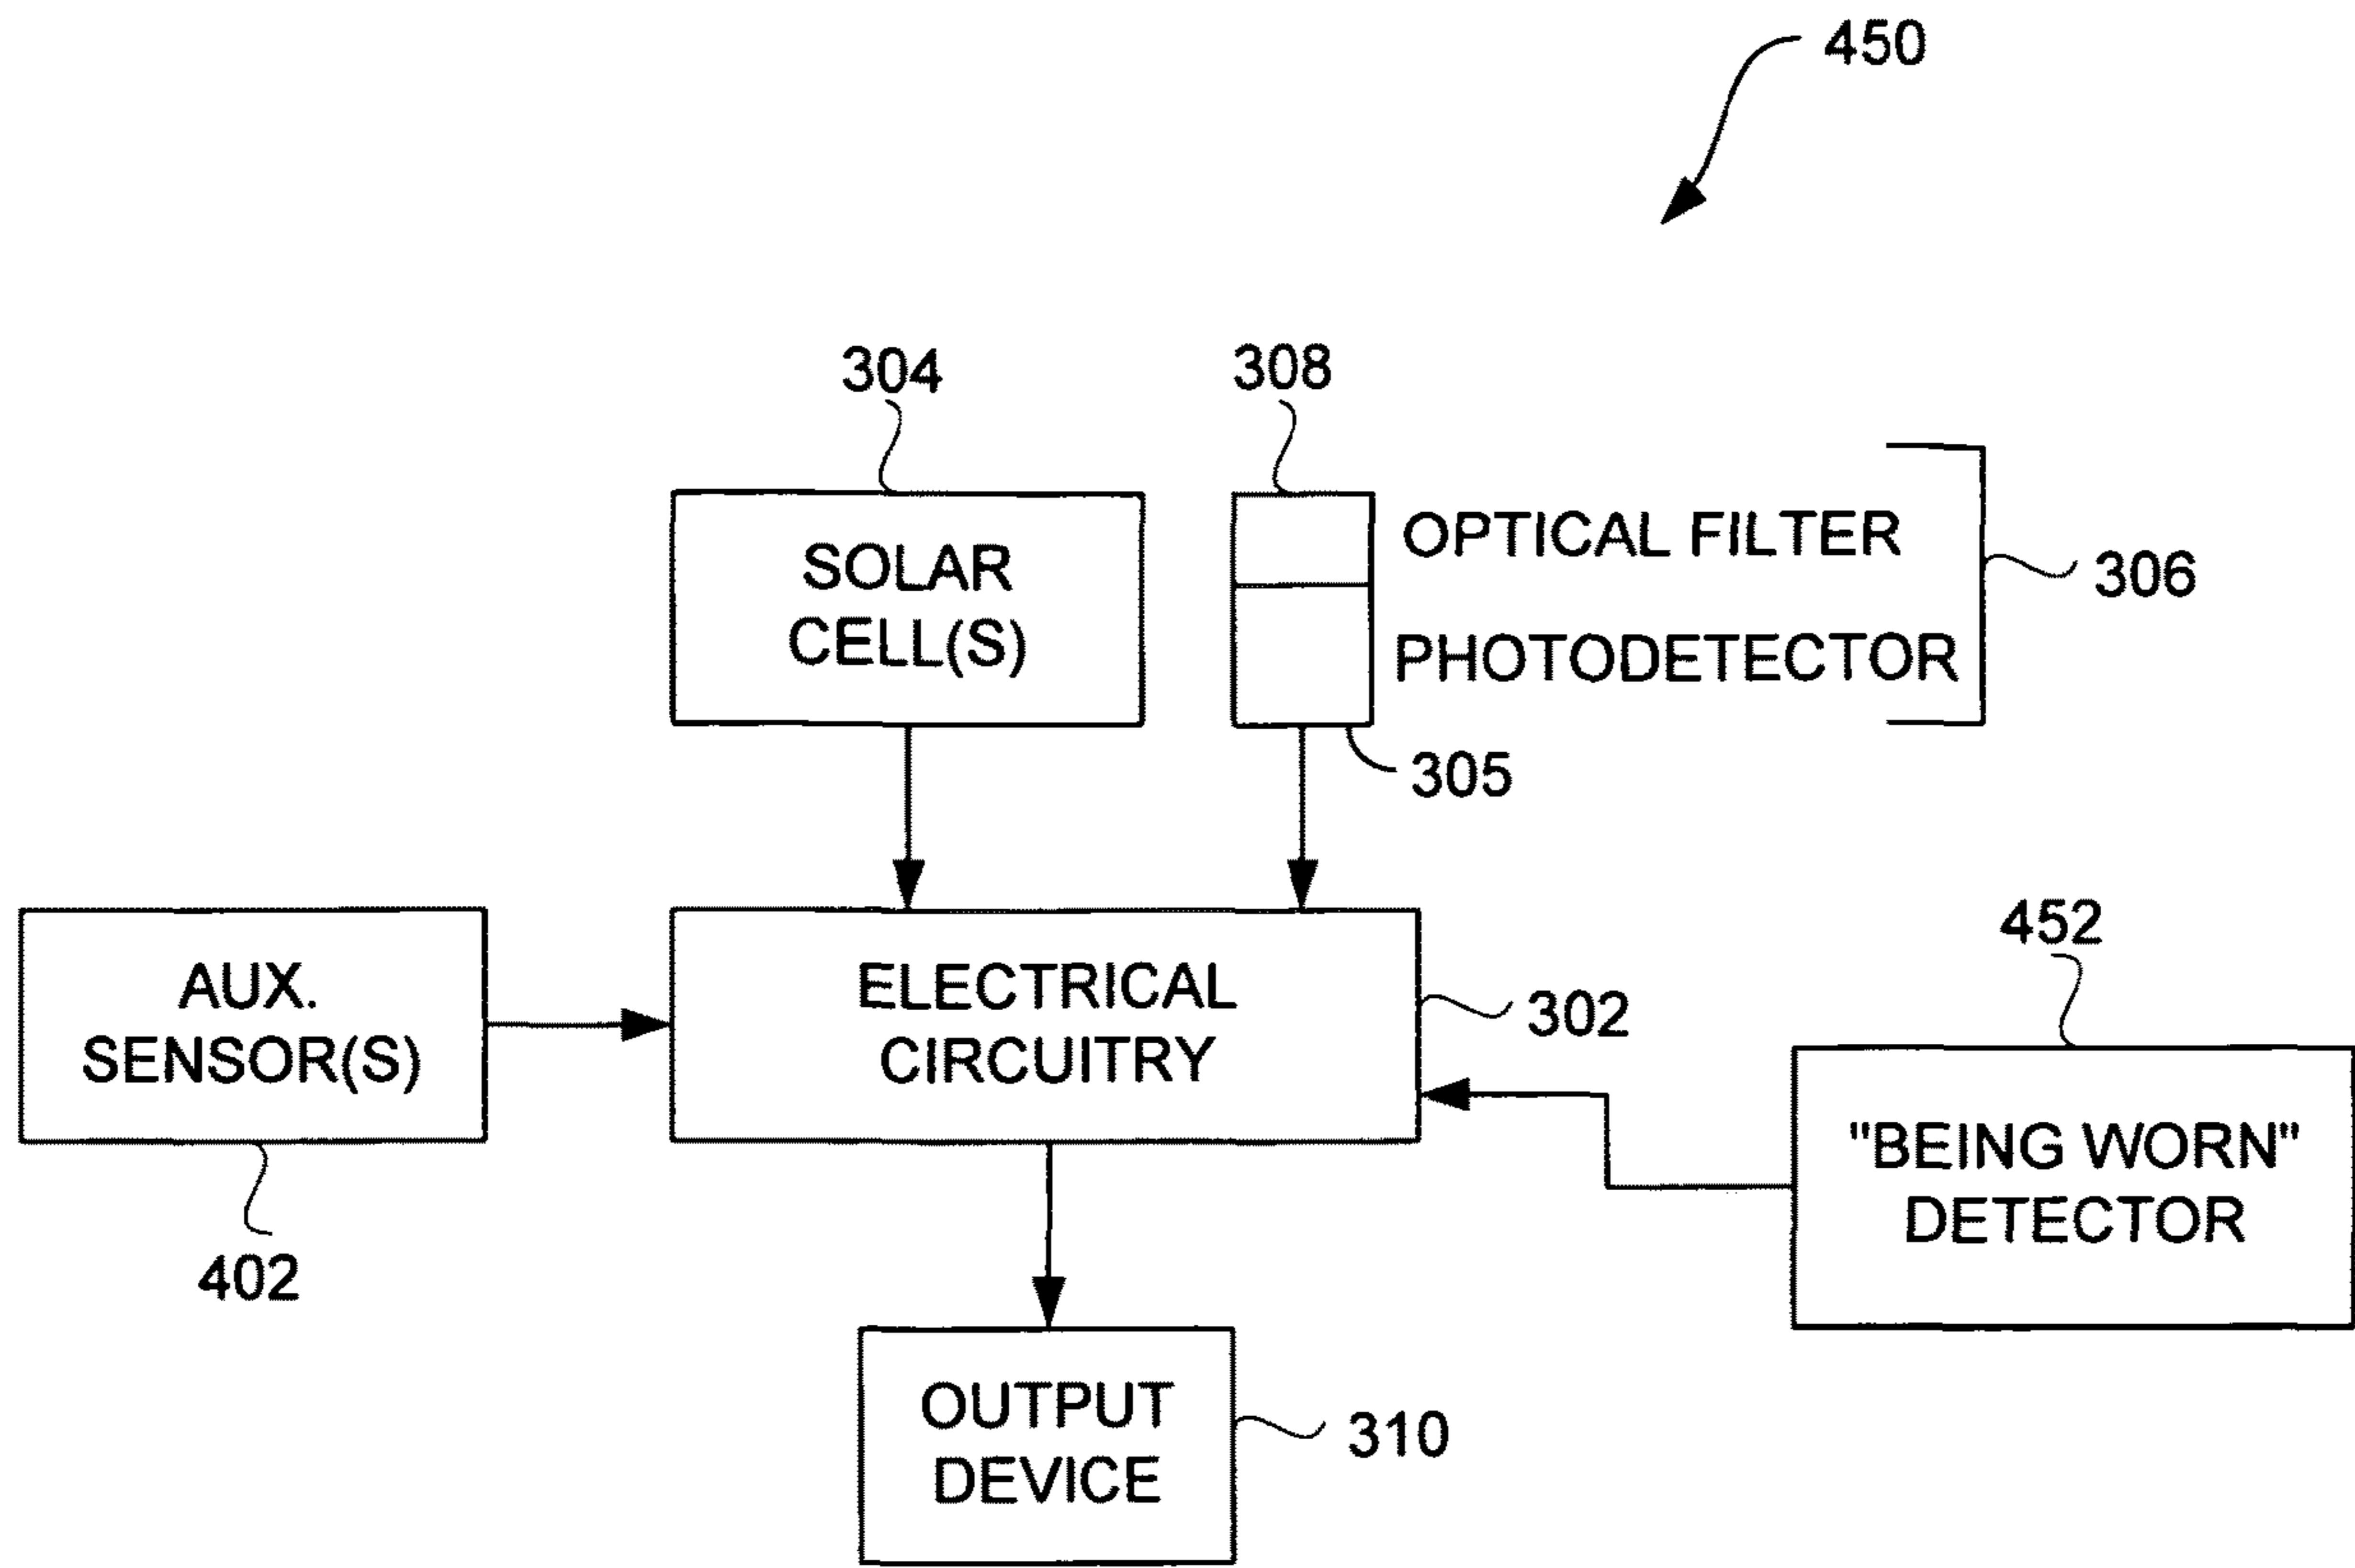 450
304
308
SOLAR
CELL(S)
OPTICAL FILTER
PHOTODETECTOR
306
305
AUX.
SENSOR(S)
402
ELECTRICAL
CIRCUITRY
302
452
"BEING WORN"
DETECTOR
OUTPUT
DEVICE
310